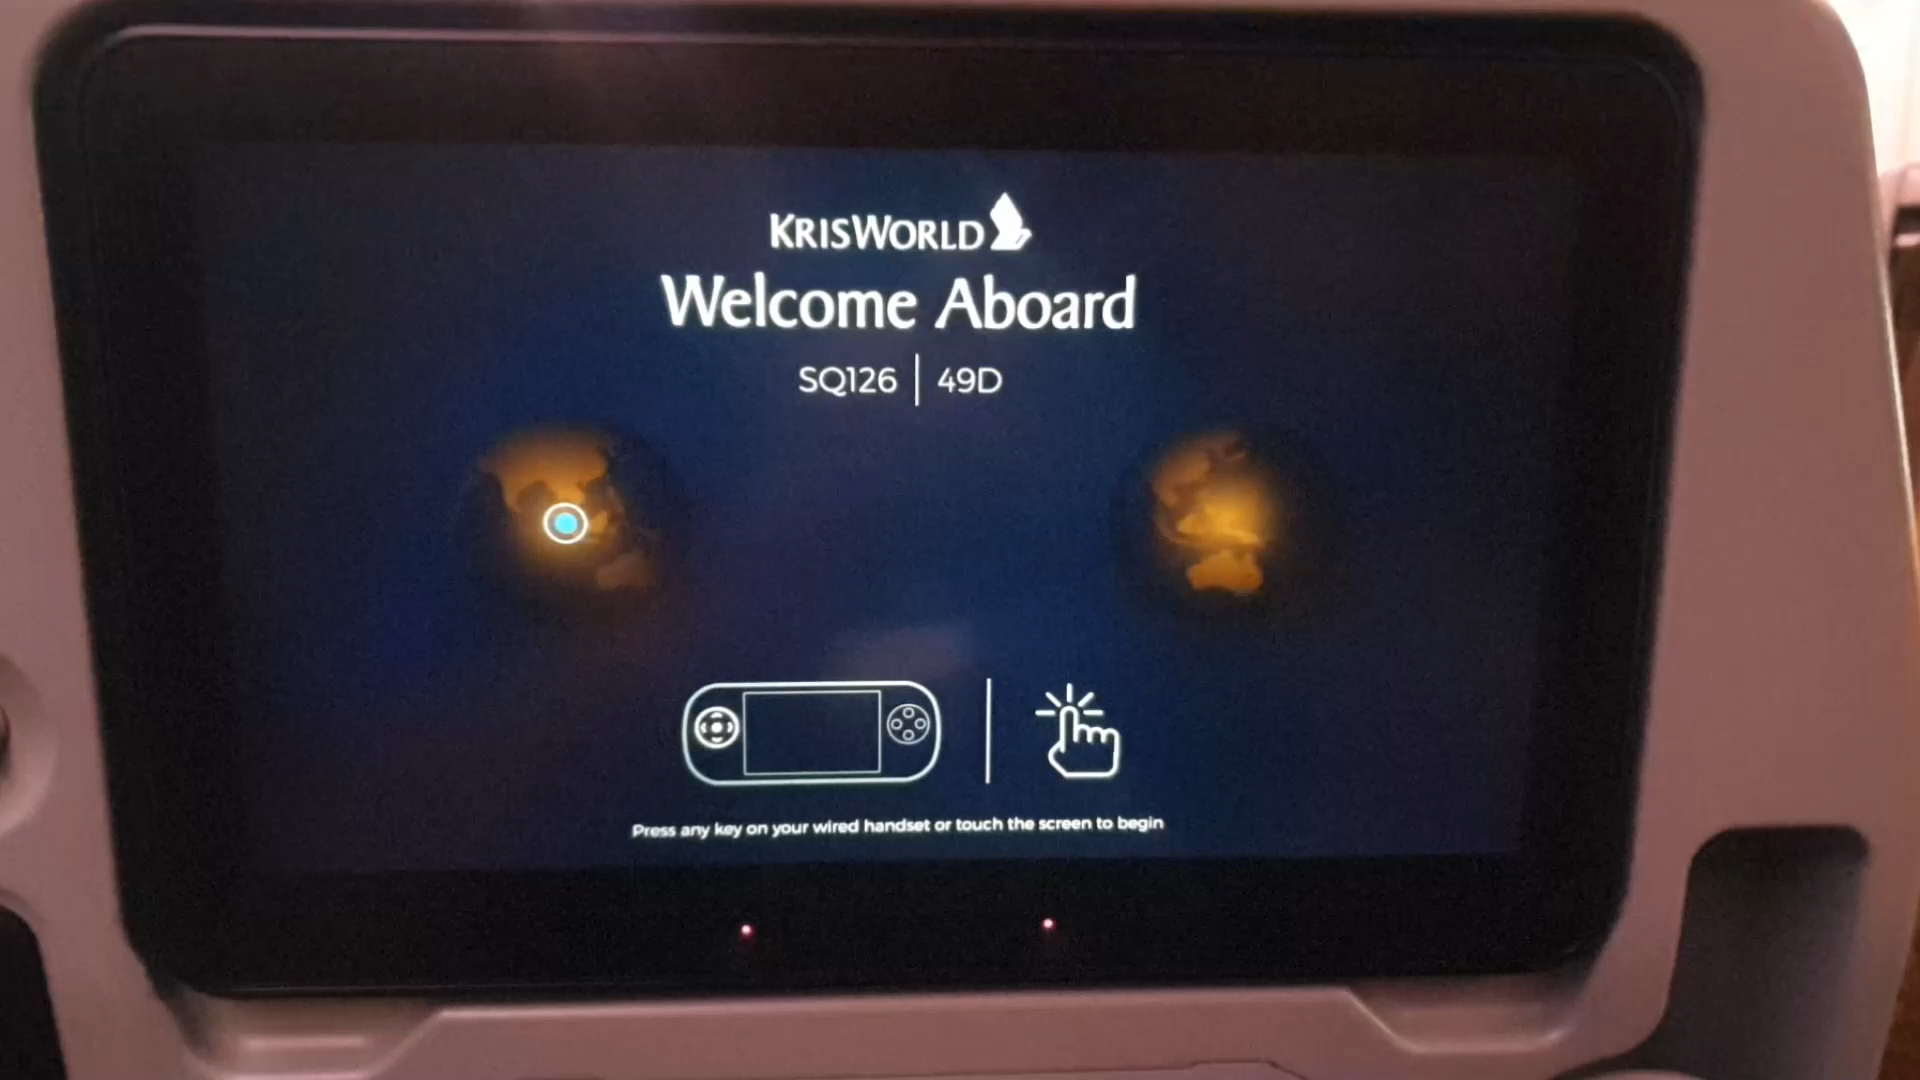 KRISWORLD
Welcome Aboard
SQ126 | 49D
Press any key on your wired handset or touch the screen to begin